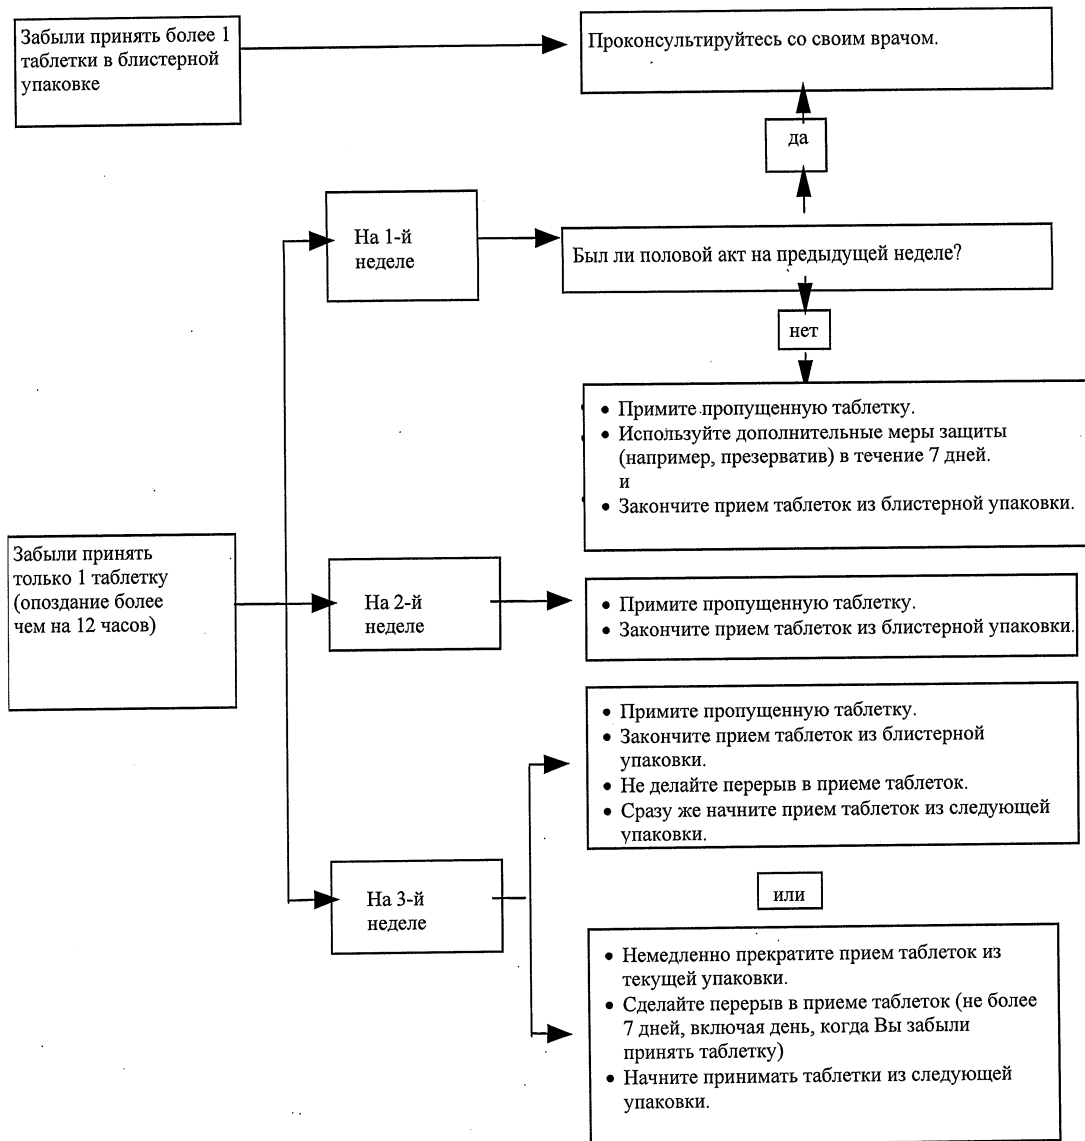 Забыли принять более 1
таблетки в блистерной
упаковке
Проконсультируйтесь со своим врачом.
да
На 1-й
неделе
Был ли половой акт на предыдущей неделе?
нет
• Примите пропущенную таблетку.
• Используйте дополнительные меры защиты
(например, презерватив) в течение 7 дней.
и
• Закончите прием таблеток из блистерной упаковки.
Забыли принять
только 1 таблетку
(опоздание более
чем на 12 часов)
На 2-й
неделе
• Примите пропущенную таблетку.
• Закончите прием таблеток из блистерной упаковки.
• Примите пропущенную таблетку.
• Закончите прием таблеток из блистерной
упаковки.
• Не делайте перерыв в приеме таблеток.
• Сразу же начните прием таблеток из следующей
упаковки.
На 3-й
неделе
или
• Немедленно прекратите прием таблеток из
текущей упаковки.
• Сделайте перерыв в приеме таблеток (не более
7 дней, включая день, когда Вы забыли
принять таблетку)
• Начните принимать таблетки из следующей
упаковки.